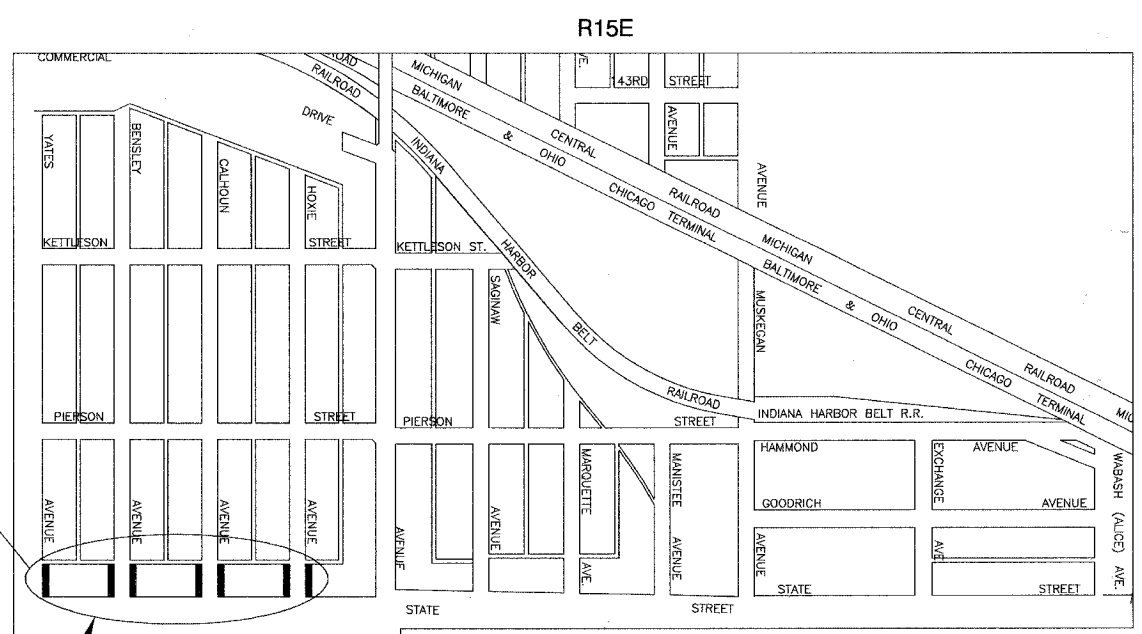 R15E
COMMERCIAL
RAILROAD
ROAD
MICHIGAN CENTRAL RAILROAD MICHIGAN CENTRAL RAILROAD
BALTIMORE & OHIO CHICAGO TERMINAL BALTIMORE & OHIO CHICAGO TERMINAL
143RD STREET
AVENUE
DRIVE
INDIANA HARBOR BELT RAILROAD
YATES
BENSLEY
CALHOUN
HOXIE
AVENUE
KETTLESON STREET
KETTLESON ST.
SAGINAW
MUSKEGAN
PIERSON STREET
PIERSON STREET
INDIANA HARBOR BELT R.R.
HAMMOND AVENUE
MARQUETTE
MANISTEE
EXCHANGE
WABASH (ALICE) AVE.
GOODRICH AVENUE
AVENUE
AVENUE
AVENUE
AVENUE
AVENUE
AVENUE
AVE.
AVENUE
AVENUE
AVE
STATE STREET
STATE STREET